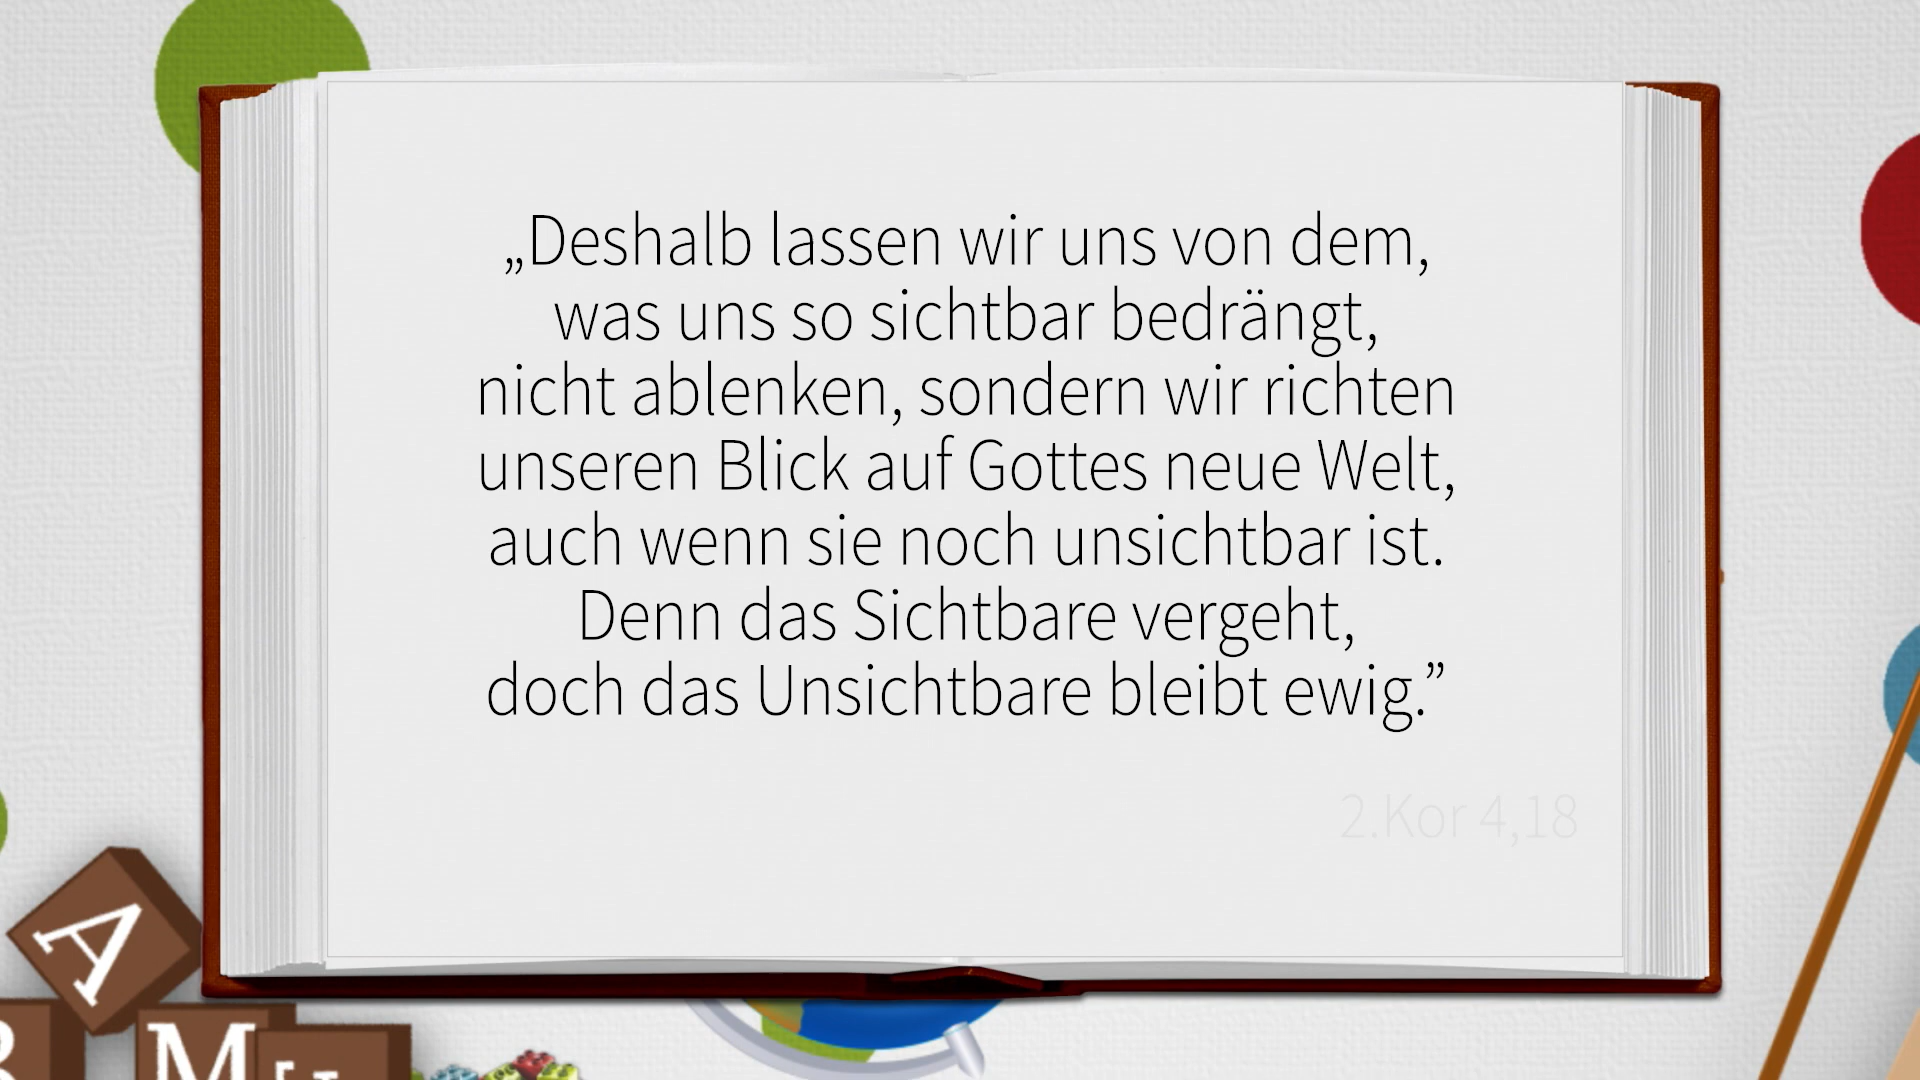 „Deshalb lassen wir uns von dem,
was uns so sichtbar bedrängt,
nicht ablenken, sondern wir richten
unseren Blick auf Gottes neue Welt,
auch wenn sie noch unsichtbar ist.
Denn das Sichtbare vergeht,
doch das Unsichtbare bleibt ewig.”
2.Kor 4,18
A
B
M